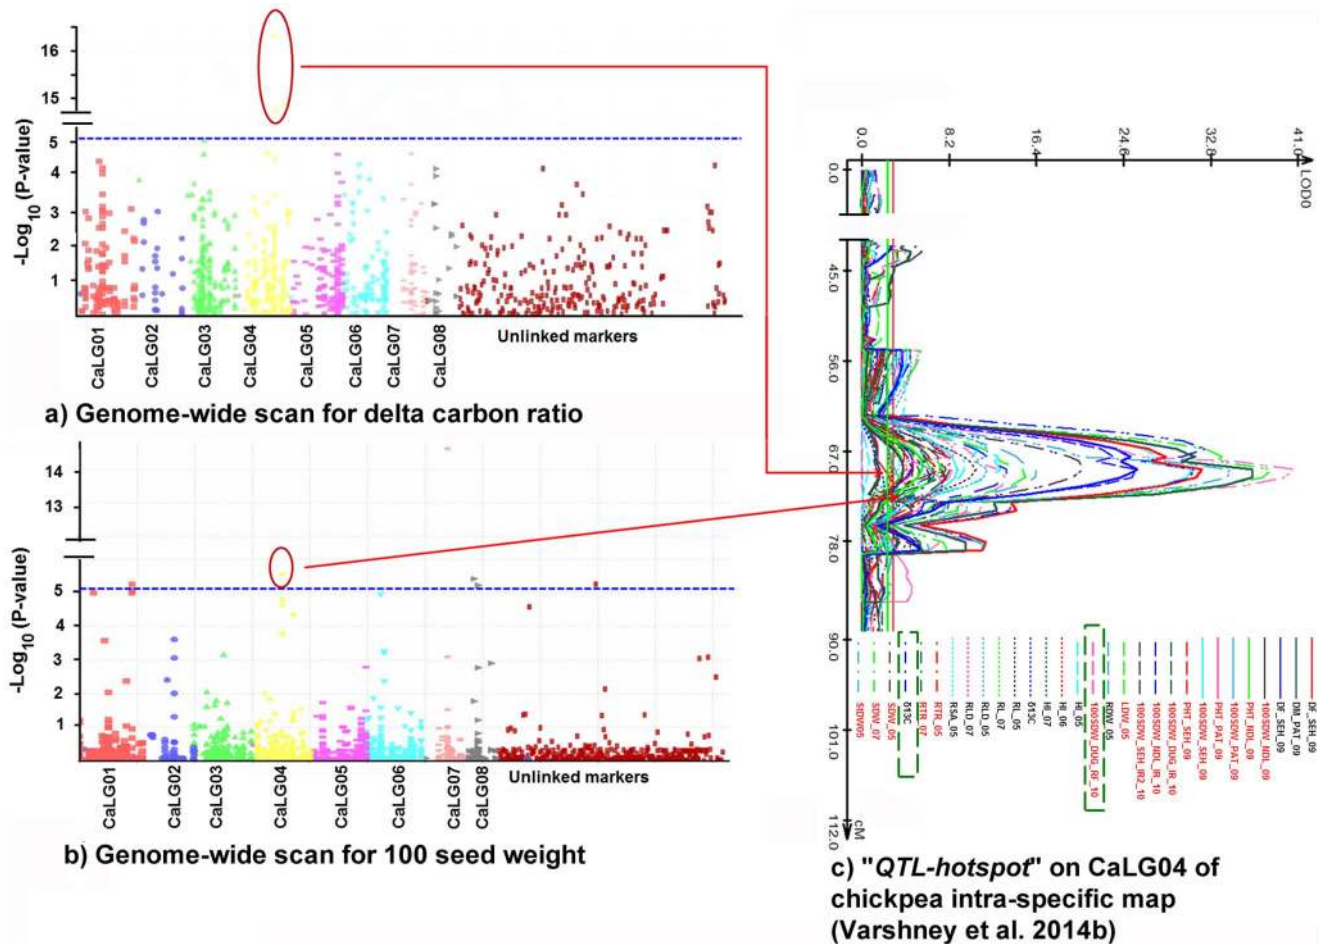 16
15
5
4
3
2
1
-Log10 (P-value)
CaLG01
CaLG02
CaLG03
CaLG04
CaLG05
CaLG06
CaLG07
CaLG08
Unlinked markers
a) Genome-wide scan for delta carbon ratio
14
13
5
4
3
2
1
-Log10 (P-value)
CaLG01
CaLG02
CaLG03
CaLG04
CaLG05
CaLG06
CaLG07
CaLG08
Unlinked markers
b) Genome-wide scan for 100 seed weight
0.0
8.2
16.4
24.6
32.8
41.0
LOD0
0.0
45.0
56.0
67.0
78.0
90.0
101.0
112.0
cM
SDW_07
SDW_05
δ13C
RTR_07
RTR_05
RSA_05
RLD_07
RLD_05
RL_07
RL_05
δ13C
HI_07
HI_06
HI_05
100SDW_DUG_RF_10
RDW_05
LDW_05
100SDW_SEH_IR2_10
100SDW_NDL_IR_10
100SDW_DUG_IR_10
PHT_SEH_09
100SDW_SEH_09
PHT_PAT_09
100SDW_PAT_09
PHT_NDL_09
100SDW_NDL_09
DF_SEH_09
DM_PAT_09
DF_SEH_09
c) "QTL-hotspot" on CaLG04 of
chickpea intra-specific map
(Varshney et al. 2014b)